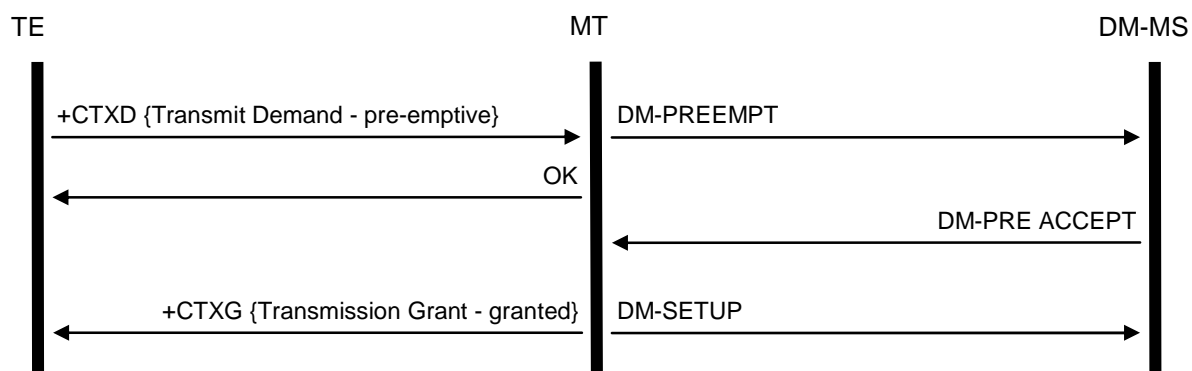 TE MT DM-MS
+CTXD {Transmit Demand - pre-emptive} DM-PREEMPT
OK
DM-PRE ACCEPT
+CTXG {Transmission Grant - granted} DM-SETUP